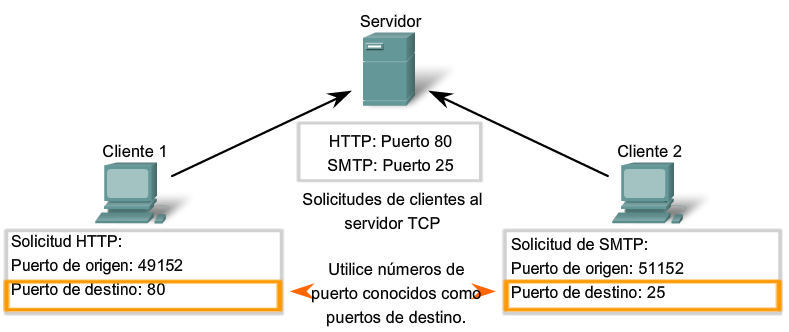 Servidor
HTTP: Puerto 80
SMTP: Puerto 25
Cliente 1
Cliente 2
Solicitudes de clientes al
servidor TCP
Solicitud HTTP:
Puerto de origen: 49152
Puerto de destino: 80
Utilice números de
puerto conocidos como
puertos de destino.
Solicitud de SMTP:
Puerto de origen: 51152
Puerto de destino: 25